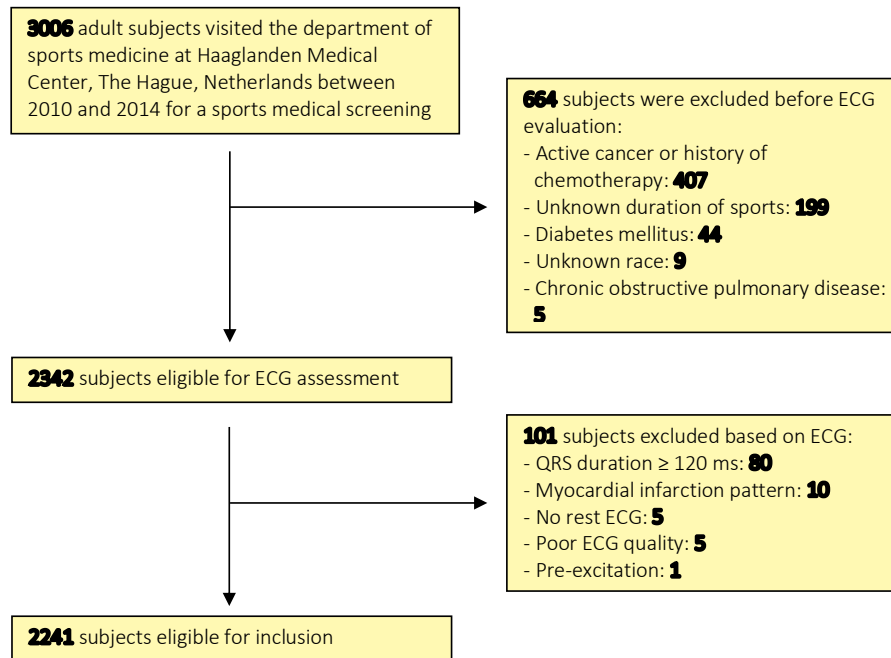 3006 adult subjects visited the department of
sports medicine at Haaglanden Medical
Center, The Hague, Netherlands between
2010 and 2014 for a sports medical screening
664 subjects were excluded before ECG
evaluation:
- Active cancer or history of
chemotherapy: 407
- Unknown duration of sports: 199
- Diabetes mellitus: 44
- Unknown race: 9
- Chronic obstructive pulmonary disease:
5
2342 subjects eligible for ECG assessment
101 subjects excluded based on ECG:
- QRS duration ≥ 120 ms: 80
- Myocardial infarction pattern: 10
- No rest ECG: 5
- Poor ECG quality: 5
- Pre-excitation: 1
2241 subjects eligible for inclusion